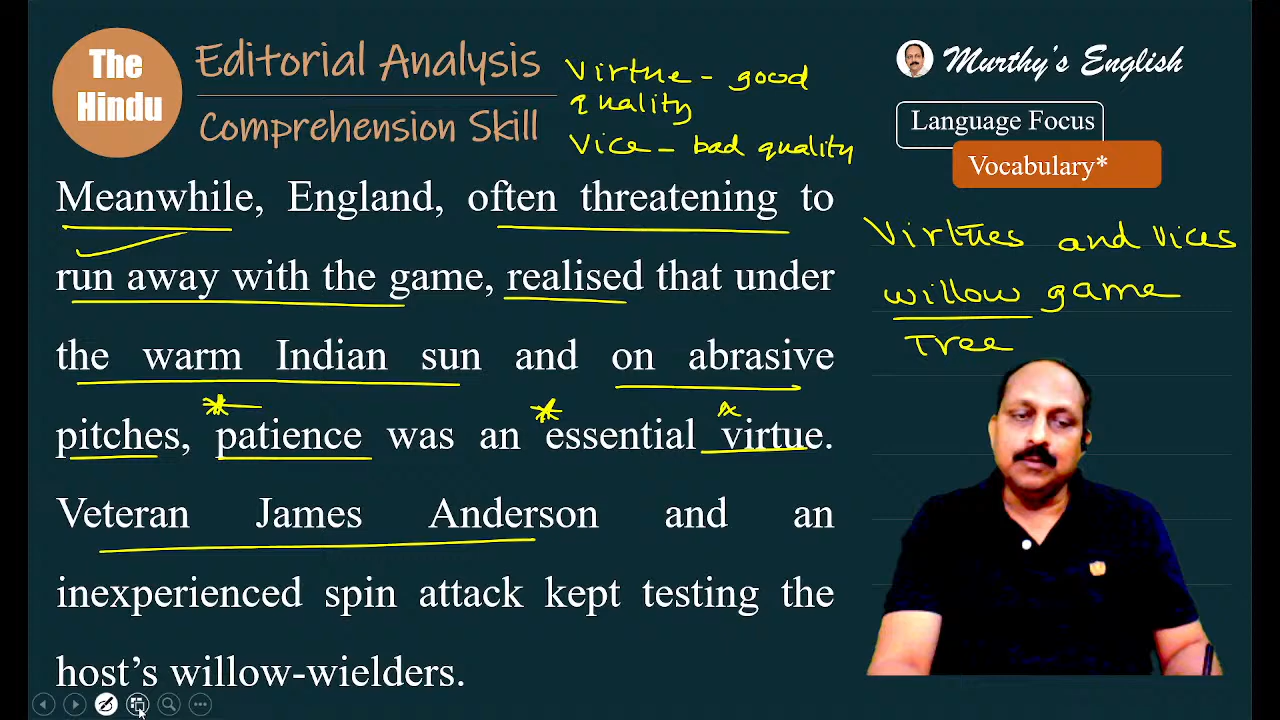 The
Hindu
Editorial Analysis
Comprehension Skill
Virtue - good
quality
Vice - bad quality
Murthy's English
Language Focus
Vocabulary*
Meanwhile, England, often threatening to
run away with the game, realised that under
the warm Indian sun and on abrasive
pitches, patience was an essential virtue.
Veteran James Anderson and an
inexperienced spin attack kept testing the
host's willow-wielders.
Virtues and vices
willow game
Tree